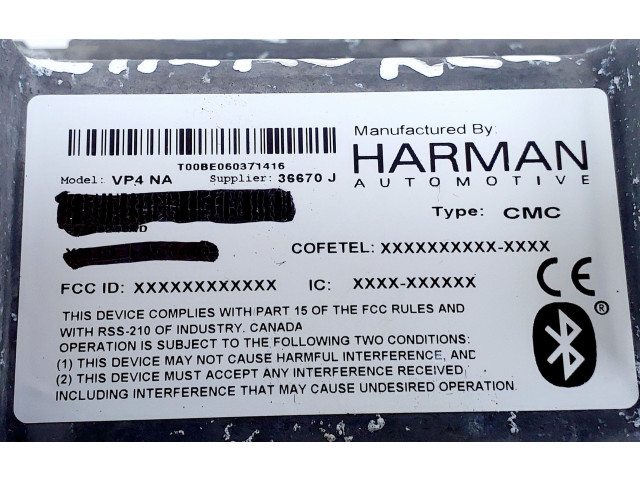 Manufactured By:
HARMAN
AUTOMOTIVE
T00BE060371416
Model: VP4 NA Supplier: 36670 J
Type: CMC
COFETEL: XXXXXXXXXX-XXXX
FCC ID: XXXXXXXXXXXX IC: XXXX-XXXXXX
CE
THIS DEVICE COMPLIES WITH PART 15 OF THE FCC RULES AND
WITH RSS-210 OF INDUSTRY. CANADA
OPERATION IS SUBJECT TO THE FOLLOWING TWO CONDITIONS:
(1) THIS DEVICE MAY NOT CAUSE HARMFUL INTERFERENCE, AND
(2) THIS DEVICE MUST ACCEPT ANY INTERFERENCE RECEIVED
INCLUDING INTERFERENCE THAT MAY CAUSE UNDESIRED OPERATION.
®